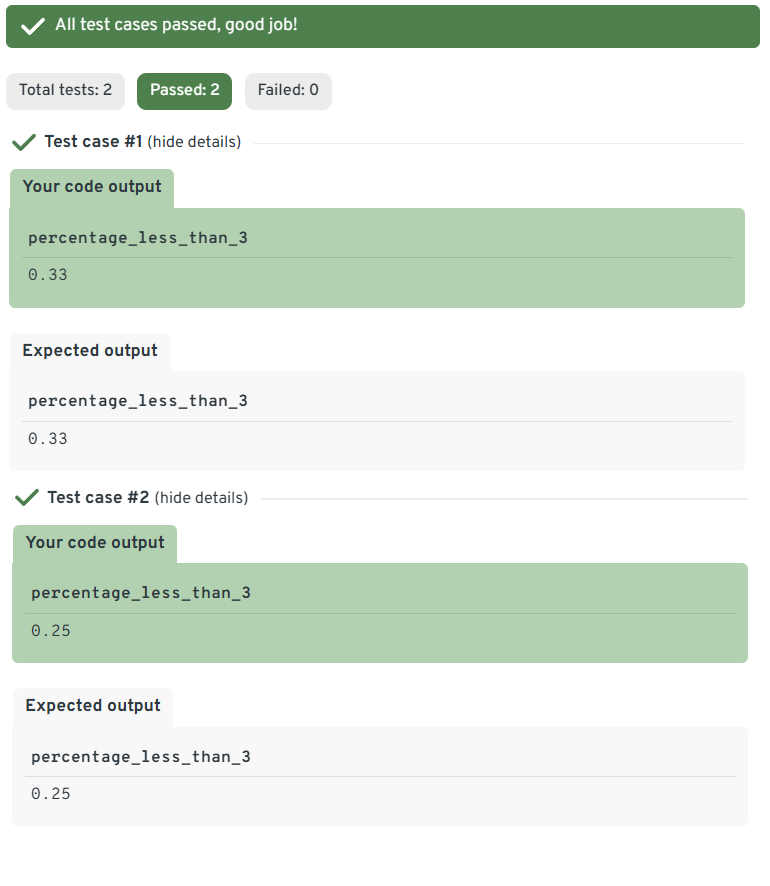 All test cases passed, good job!
Total tests: 2 Passed: 2 Failed: 0
Test case #1 (hide details)
Your code output
percentage_less_than_3
0.33
Expected output
percentage_less_than_3
0.33
Test case #2 (hide details)
Your code output
percentage_less_than_3
0.25
Expected output
percentage_less_than_3
0.25